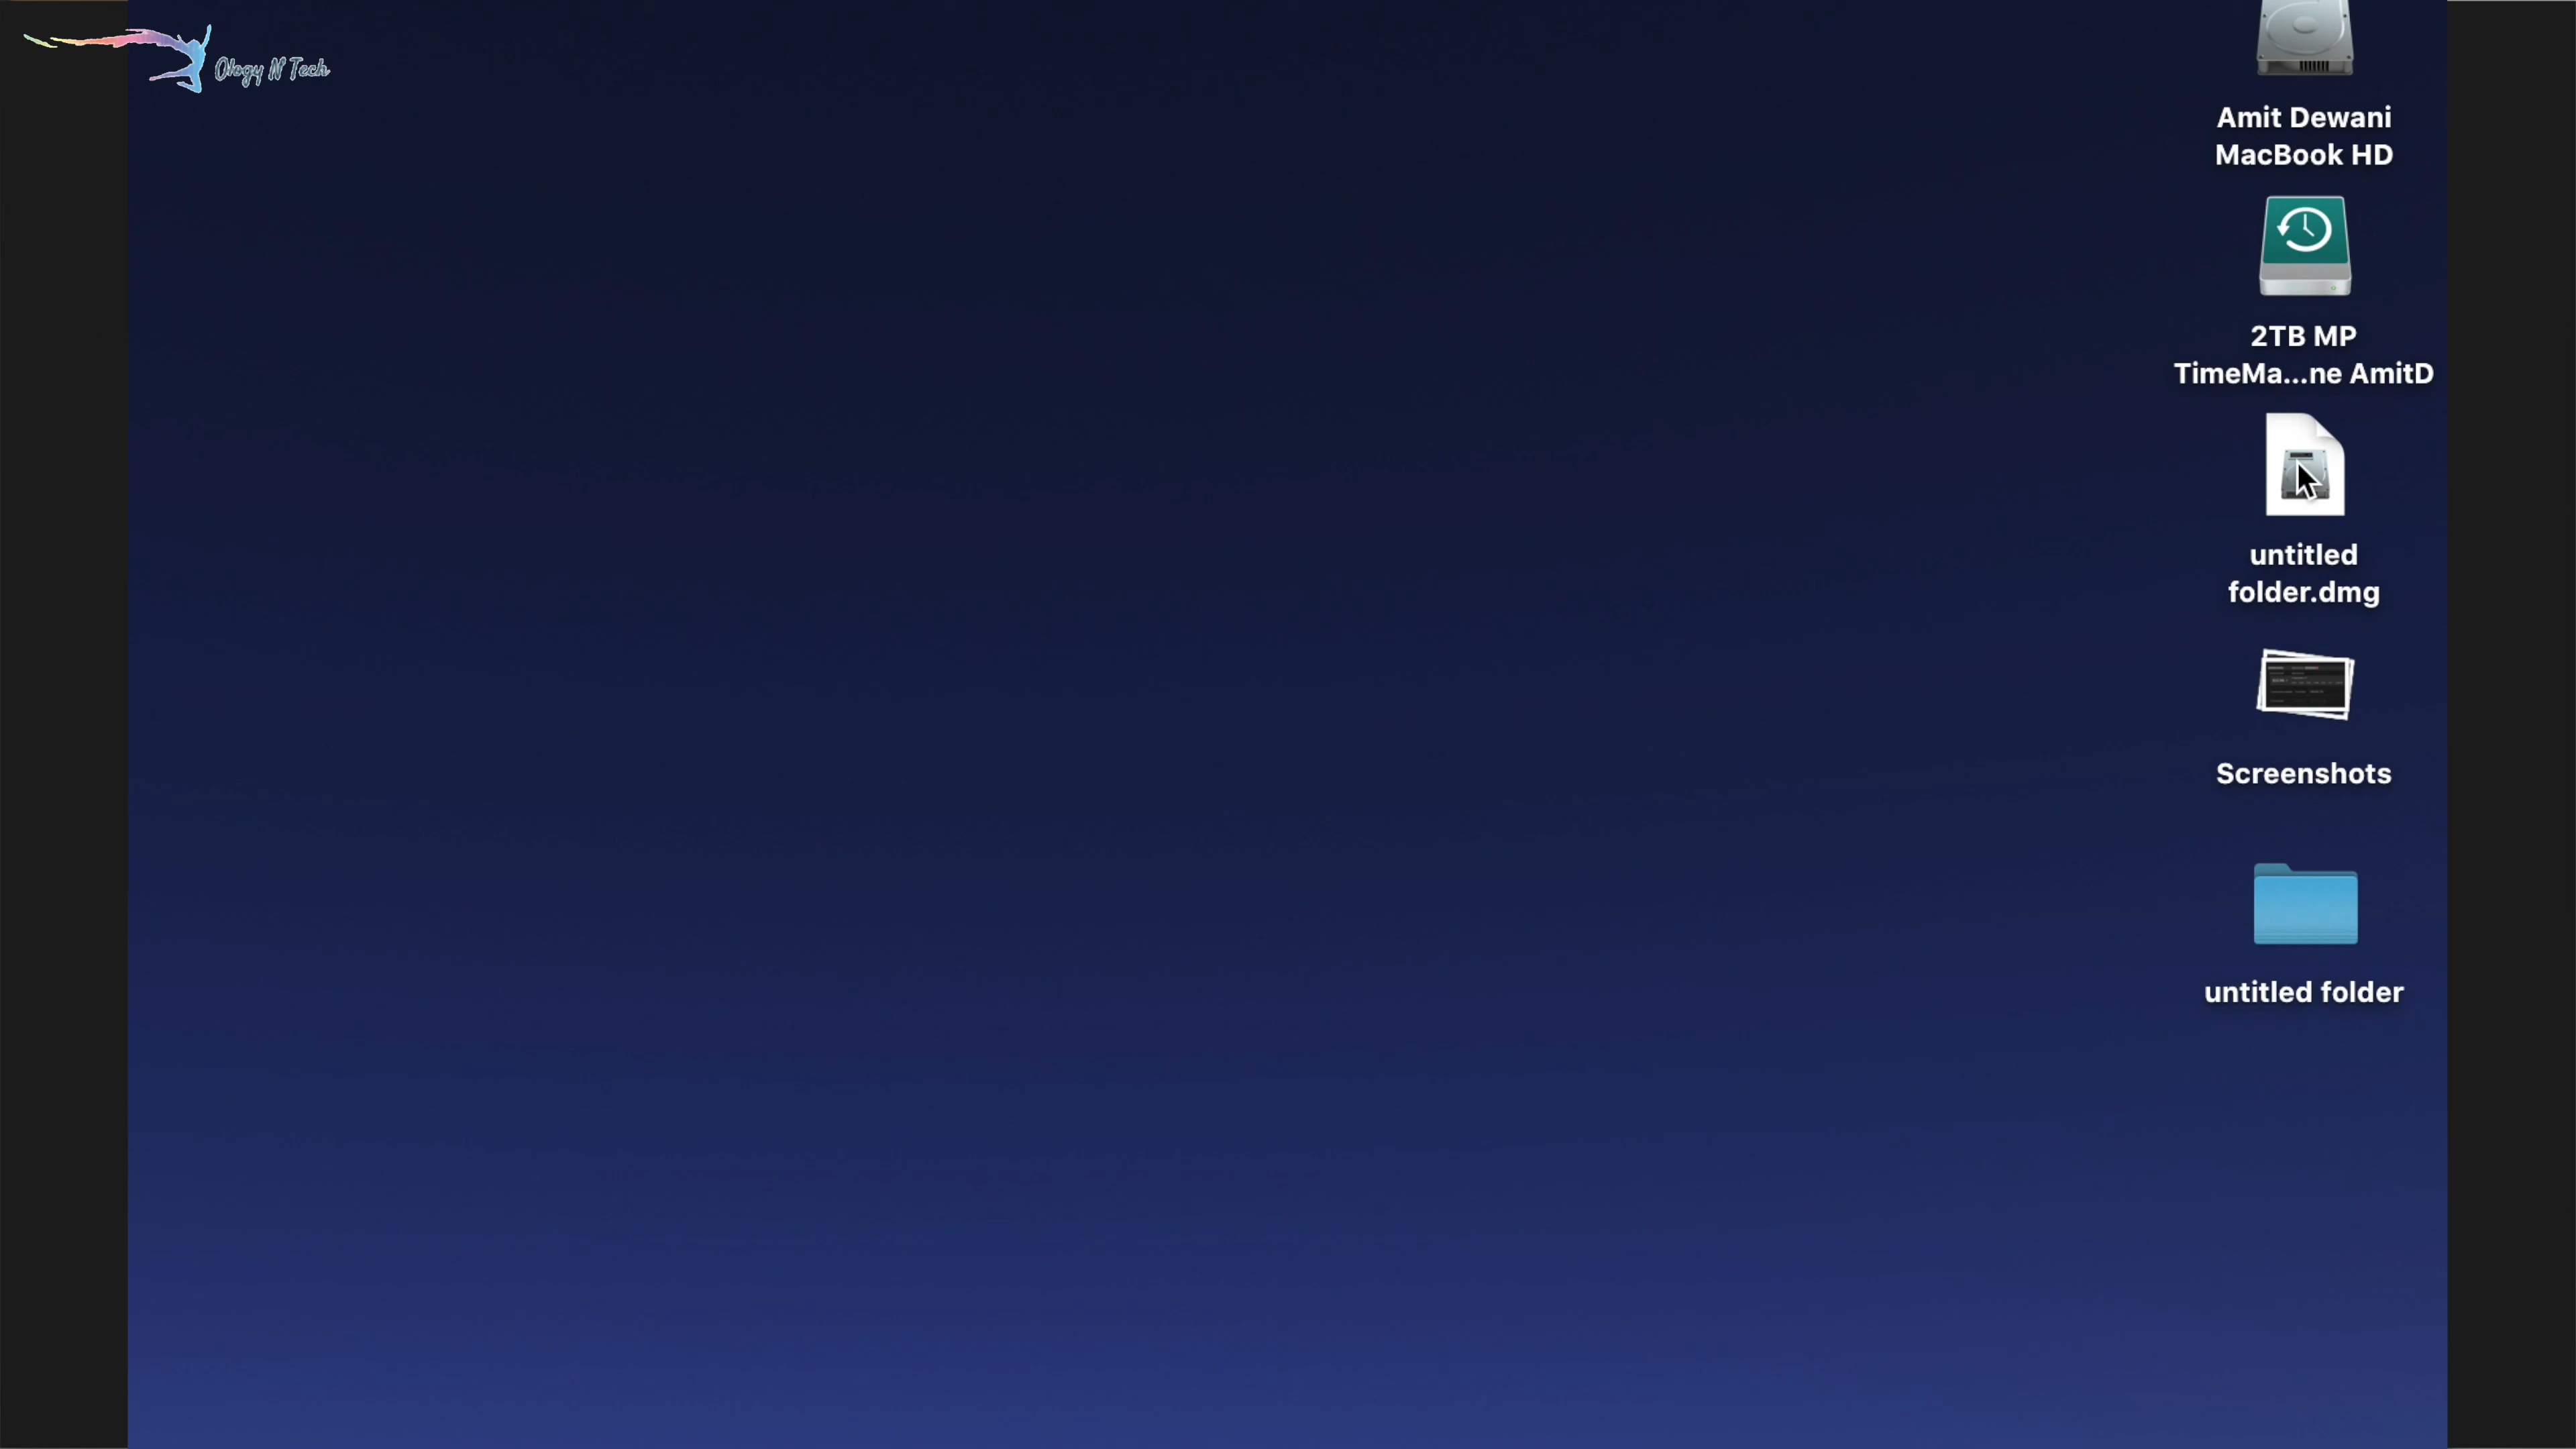 Ology N Tech
Amit Dewani
MacBook HD
2TB MP
TimeMa...ne AmitD
untitled
folder.dmg
Screenshots
untitled folder